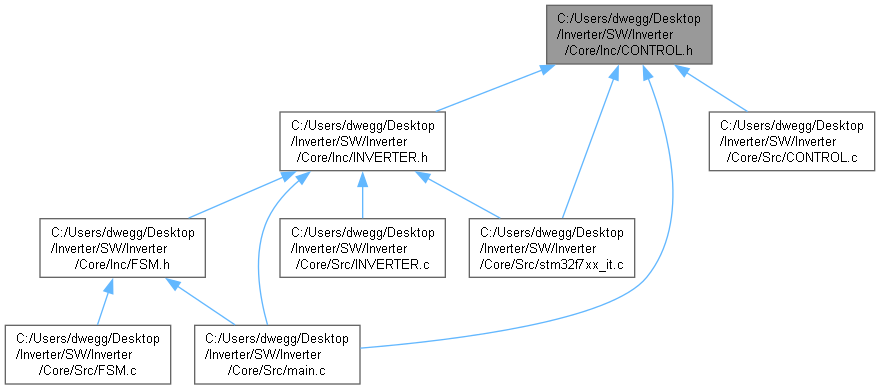 C:/Users/dwegg/Desktop
/Inverter/SW/Inverter
/Core/Inc/CONTROL.h
C:/Users/dwegg/Desktop
/Inverter/SW/Inverter
/Core/Inc/INVERTER.h
C:/Users/dwegg/Desktop
/Inverter/SW/Inverter
/Core/Src/CONTROL.c
C:/Users/dwegg/Desktop
/Inverter/SW/Inverter
/Core/Inc/FSM.h
C:/Users/dwegg/Desktop
/Inverter/SW/Inverter
/Core/Src/INVERTER.c
C:/Users/dwegg/Desktop
/Inverter/SW/Inverter
/Core/Src/stm32f7xx_it.c
C:/Users/dwegg/Desktop
/Inverter/SW/Inverter
/Core/Src/FSM.c
C:/Users/dwegg/Desktop
/Inverter/SW/Inverter
/Core/Src/main.c